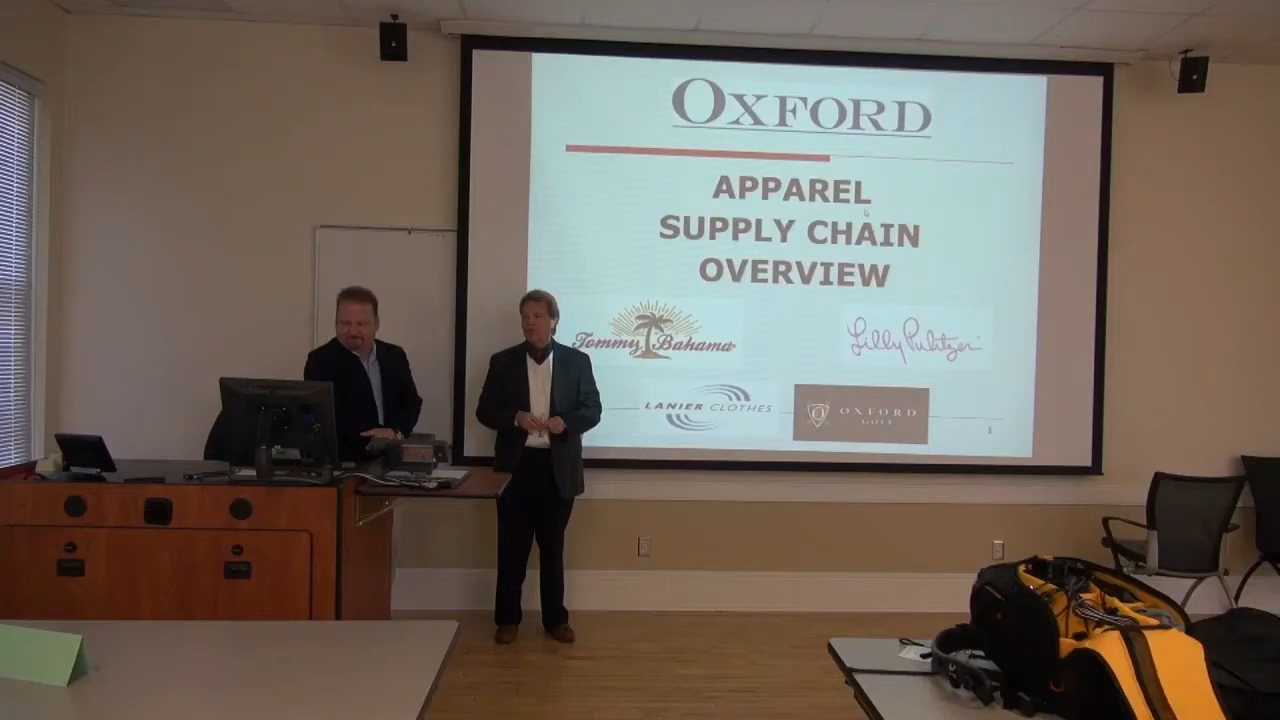 OXFORD
APPAREL
SUPPLY CHAIN
OVERVIEW
Tommy Bahama
Lilly Pulitzer
LANIER CLOTHES
OXFORD
GOLF
1